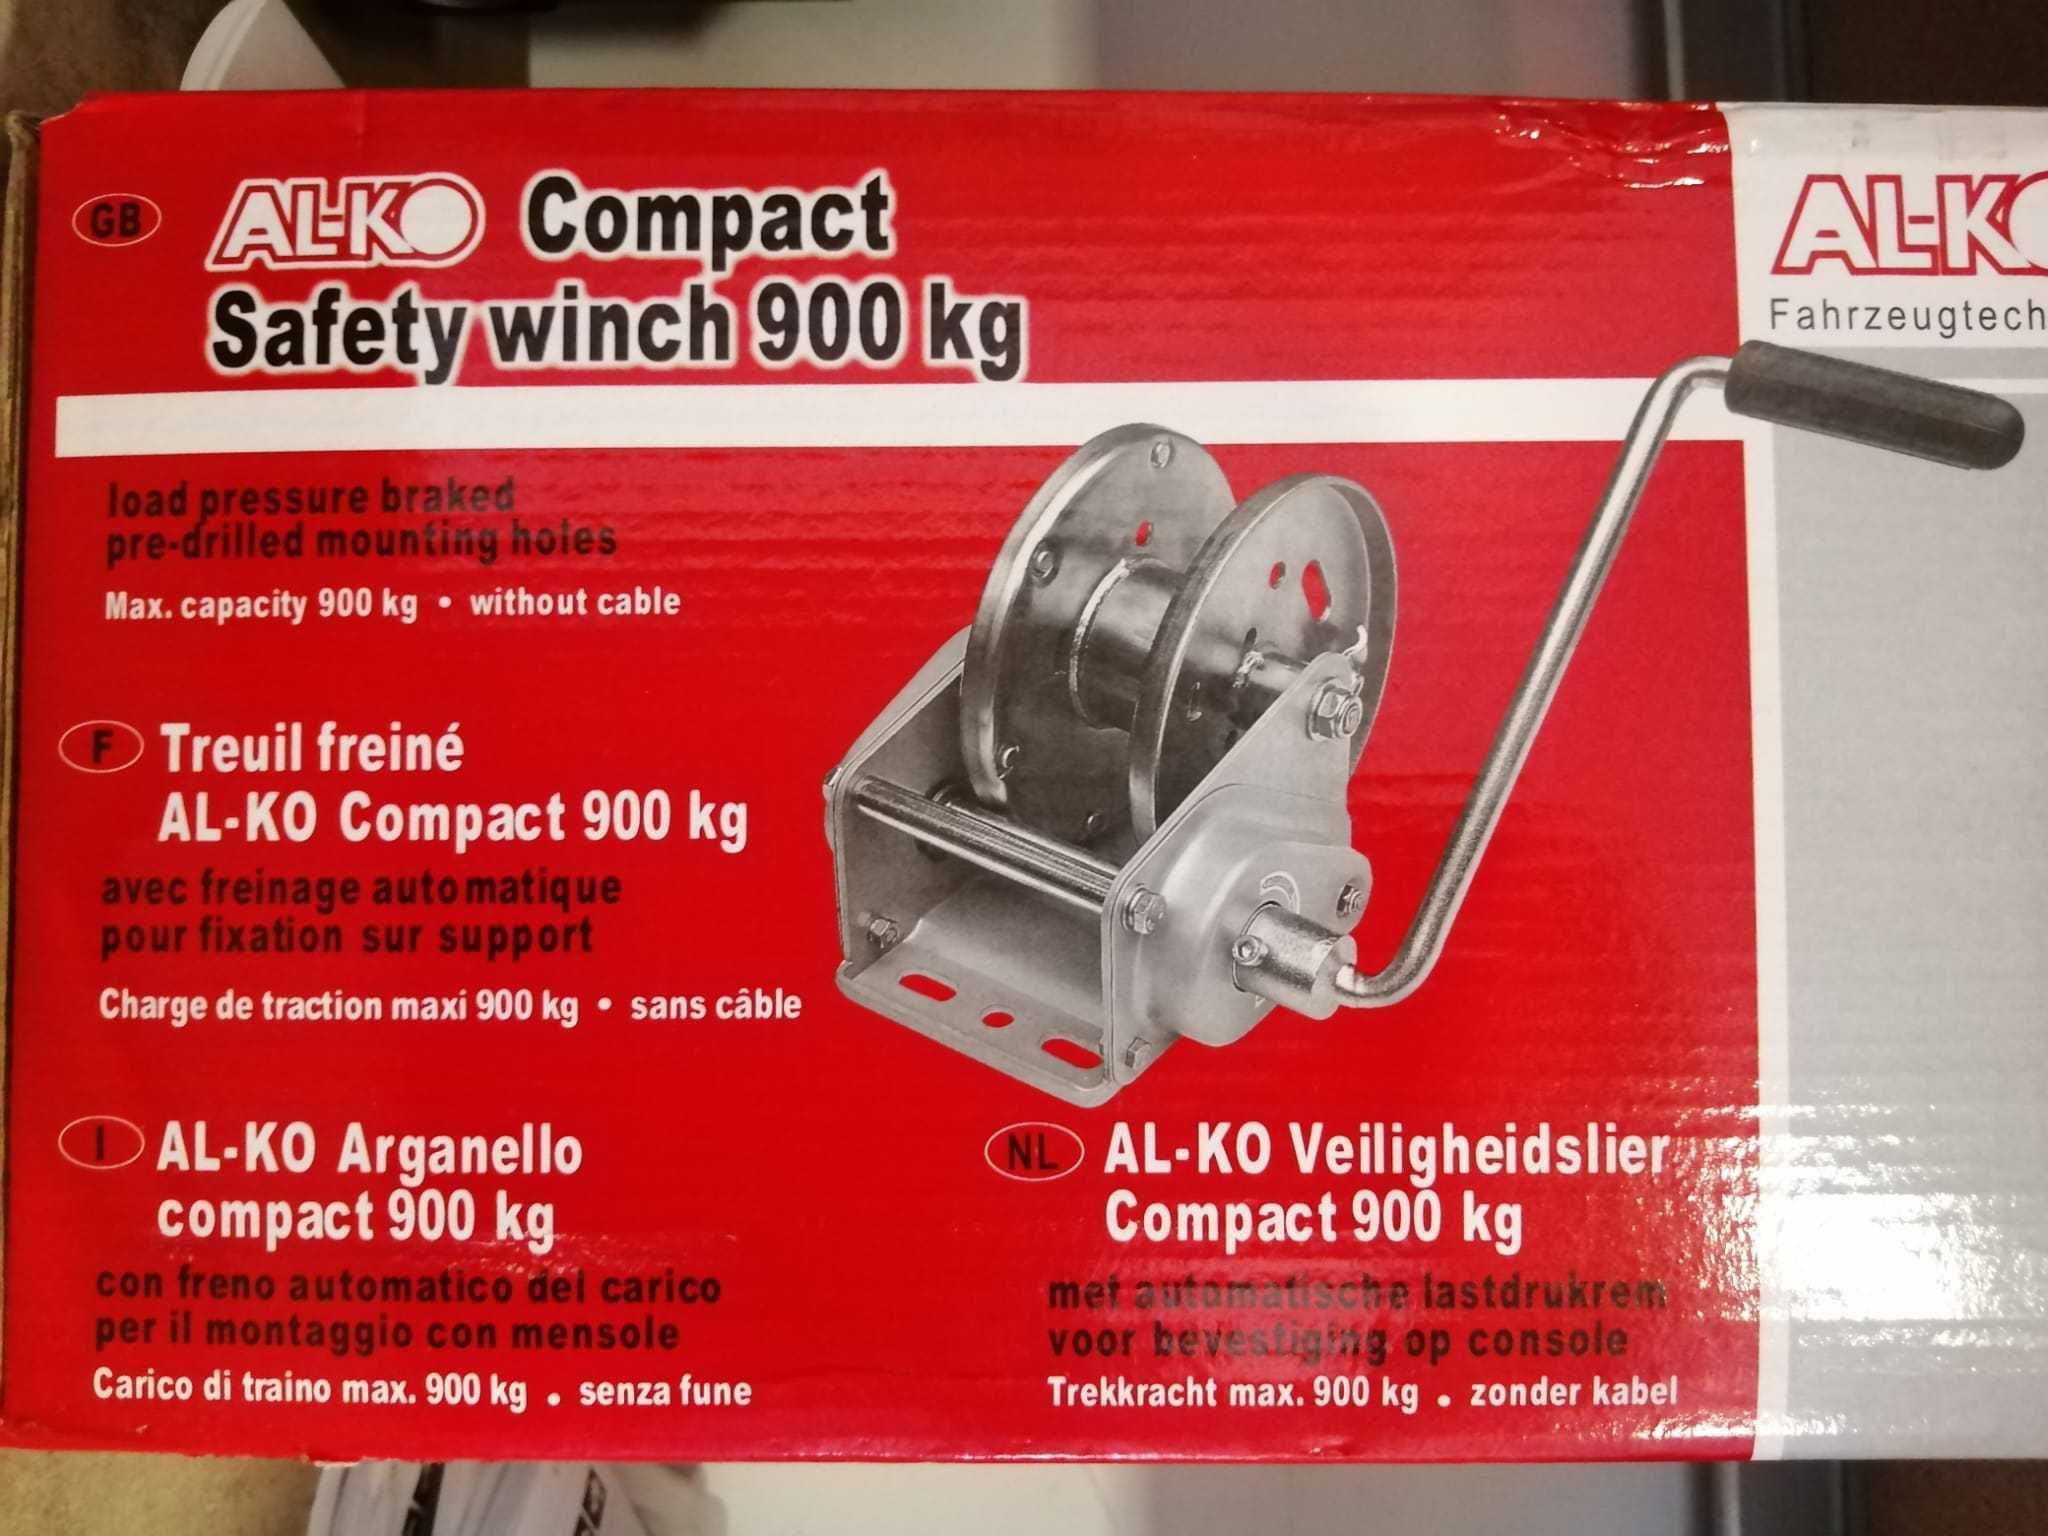 GB AL-KO Compact
Safety winch 900 kg
load pressure braked
pre-drilled mounting holes
Max. capacity 900 kg • without cable
F Treuil freiné
AL-KO Compact 900 kg
avec freinage automatique
pour fixation sur support
Charge de traction maxi 900 kg • sans câble
I AL-KO Arganello
compact 900 kg
con freno automatico del carico
per il montaggio con mensole
Carico di traino max. 900 kg • senza fune
NL AL-KO Veiligheidslier
Compact 900 kg
met automatische lastdrukrem
voor bevestiging op console
Trekkracht max. 900 kg • zonder kabel
AL-KO
Fahrzeugtech